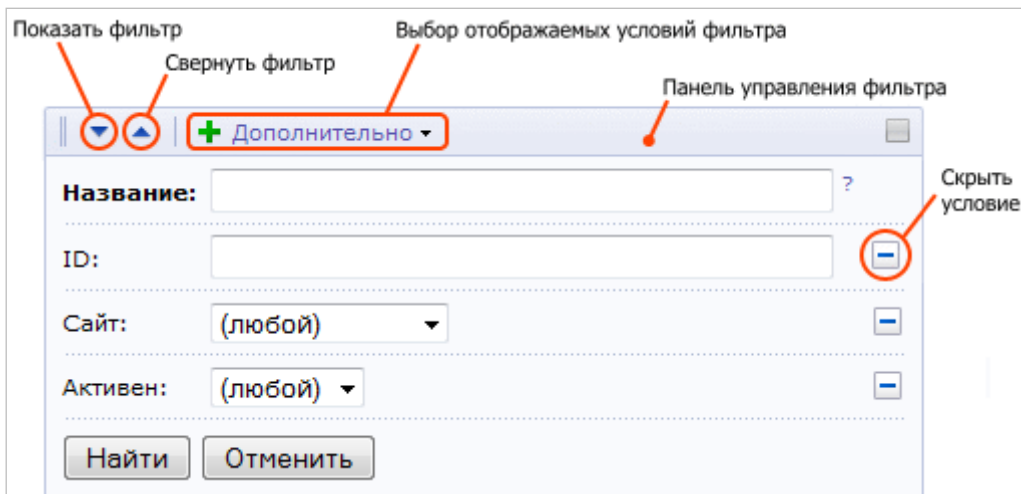 Показать фильтр
Выбор отображаемых условий фильтра
Свернуть фильтр
Панель управления фильтра
Дополнительно
Название:
?
Скрыть
условие
ID:
Сайт:
(любой)
Активен:
(любой)
Найти
Отменить